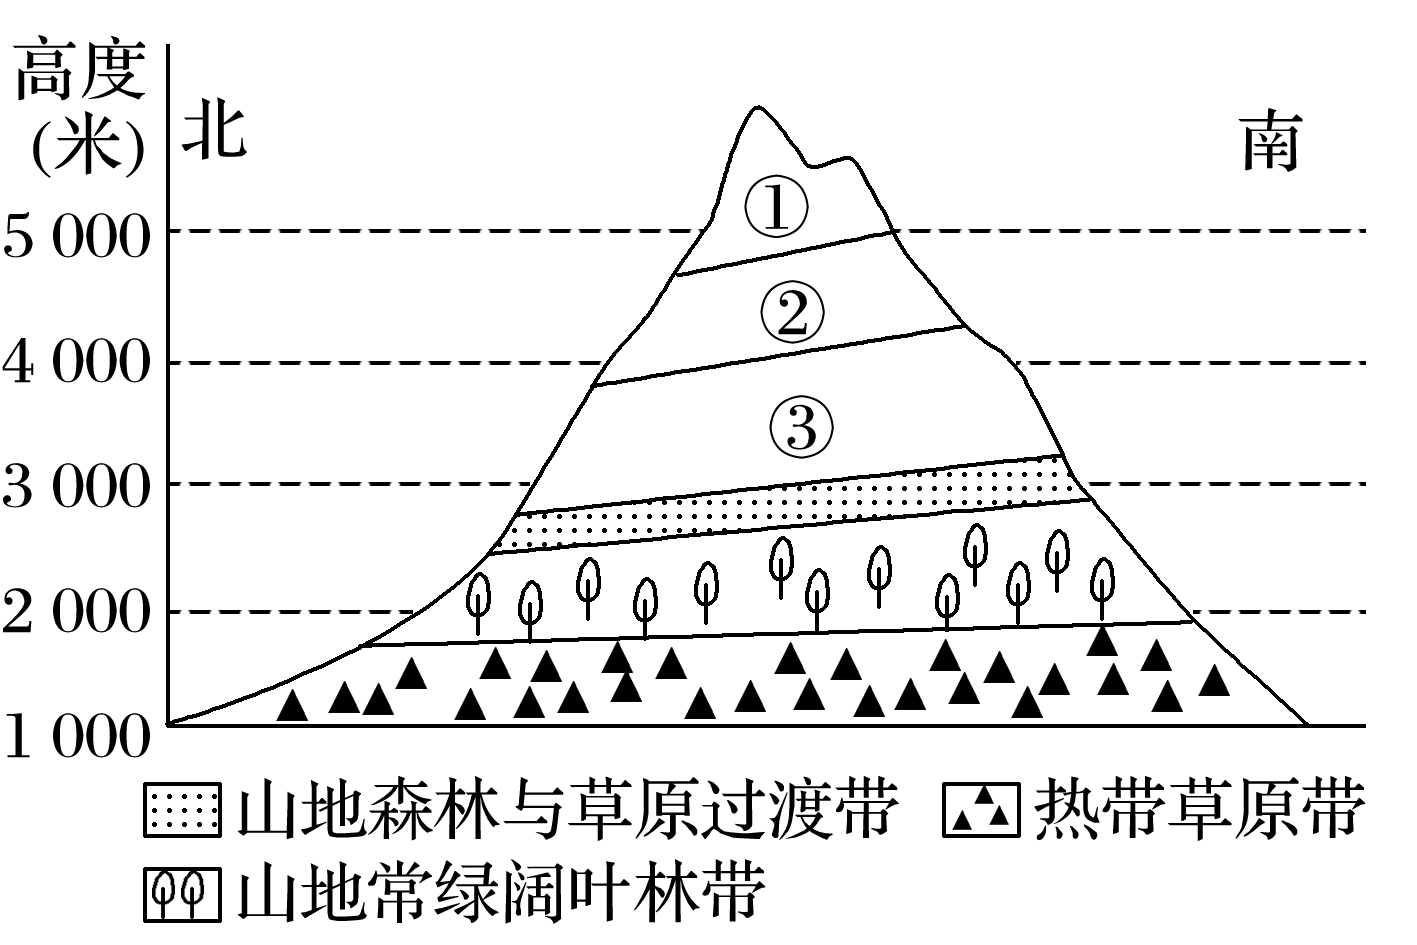 高度
(米)
北
南
①
5 000
②
4 000
③
3 000
2 000
1 000
山地森林与草原过渡带
热带草原带
山地常绿阔叶林带